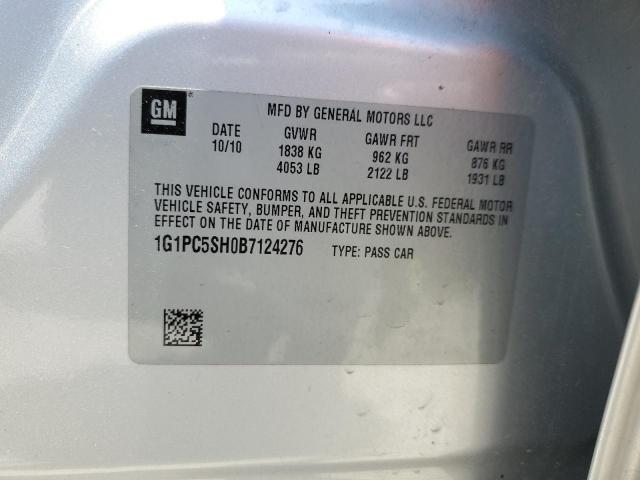 GM
MFD BY GENERAL MOTORS LLC
DATE GVWR GAWR FRT GAWR RR
10/10 1838 KG 962 KG 876 KG
4053 LB 2122 LB 1931 LB
THIS VEHICLE CONFORMS TO ALL APPLICABLE U.S. FEDERAL MOTOR
VEHICLE SAFETY, BUMPER, AND THEFT PREVENTION STANDARDS IN
EFFECT ON THE DATE OF MANUFACTURE SHOWN ABOVE.
1G1PC5SH0B7124276 TYPE: PASS CAR